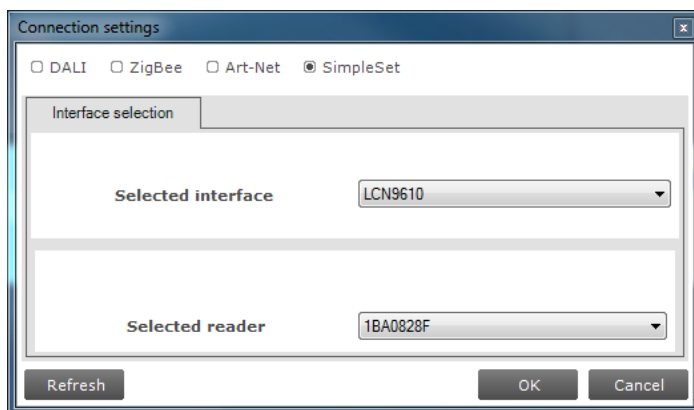 Connection settings
DALI ZigBee Art-Net SimpleSet
Interface selection
Selected interface LCN9610
Selected reader 1BA0828F
Refresh OK Cancel